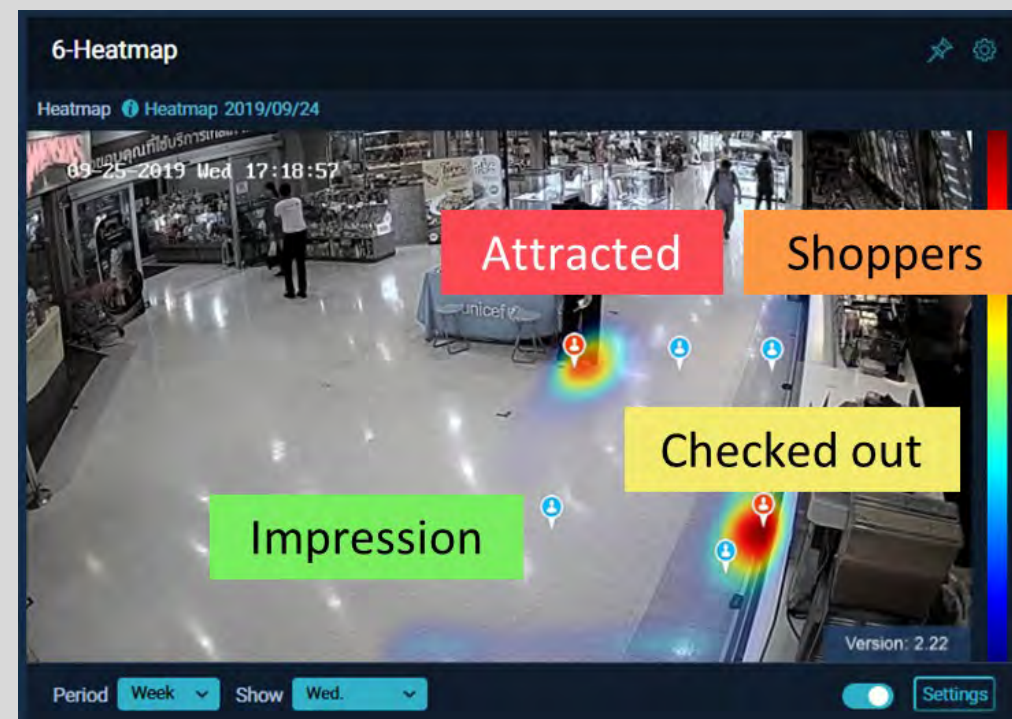 6-Heatmap
Heatmap Heatmap 2019/09/24
09-25-2019 Wed 17:18:57
Attracted
Shoppers
unicef
Checked out
Impression
Version: 2.22
Period Week Show Wed.
Settings